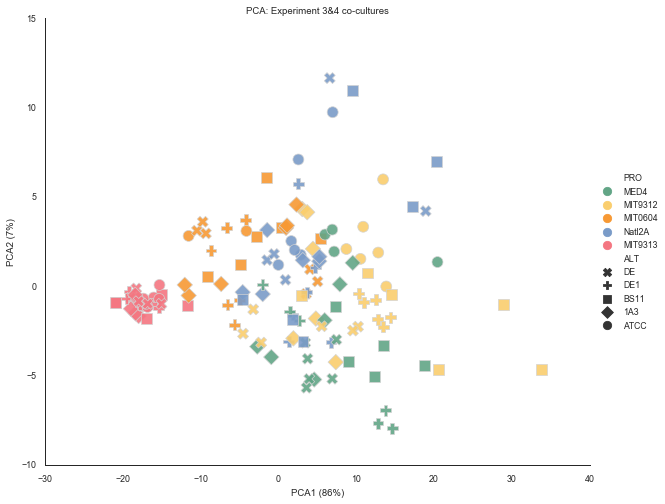 PCA: Experiment 3&4 co-cultures
15
10
5
0
−5
−10
PCA2 (7%)
−30
−20
−10
0
10
20
30
40
PCA1 (86%)
PRO
MED4
MIT9312
MIT0604
Natl2A
MIT9313
ALT
DE
DE1
BS11
1A3
ATCC